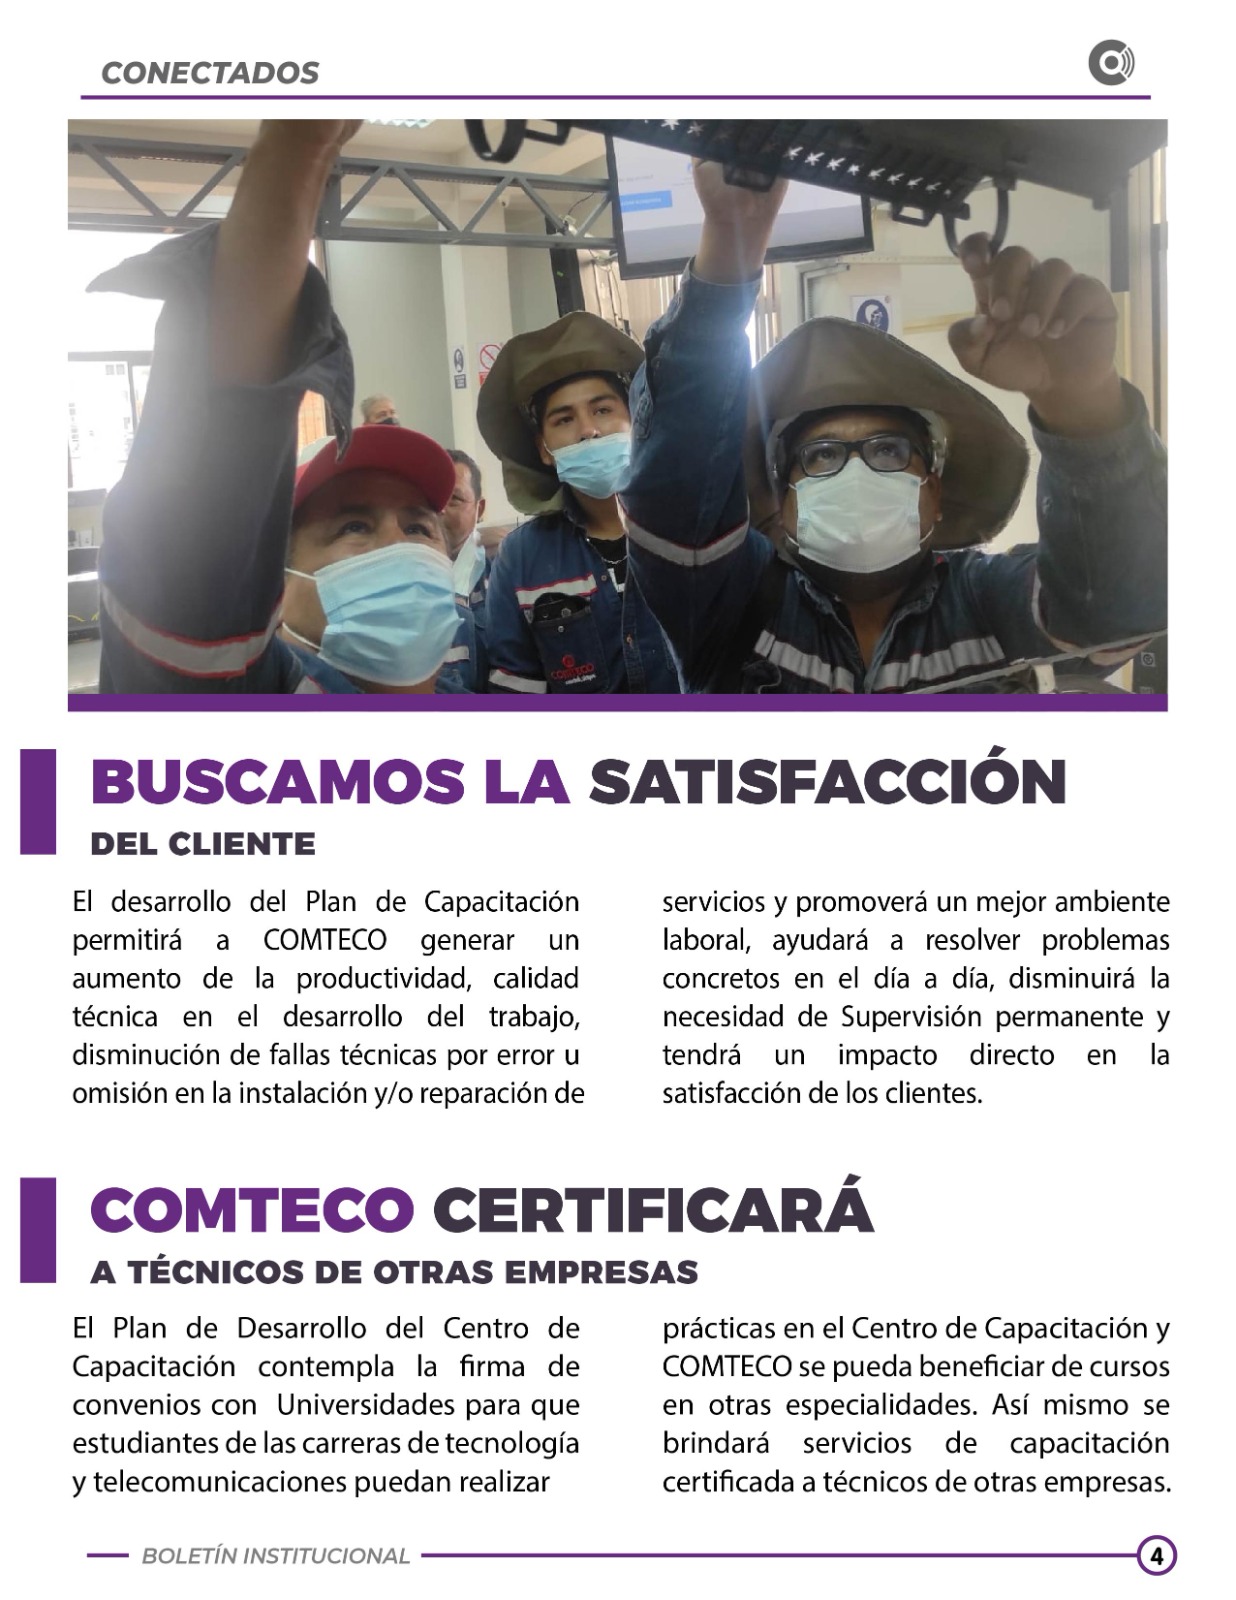 CONECTADOS
COMTECO
BUSCAMOS LA SATISFACCIÓN
DEL CLIENTE
El desarrollo del Plan de Capacitación
permitirá a COMTECO generar un
aumento de la productividad, calidad
técnica en el desarrollo del trabajo,
disminución de fallas técnicas por error u
omisión en la instalación y/o reparación de
servicios y promoverá un mejor ambiente
laboral, ayudará a resolver problemas
concretos en el día a día, disminuirá la
necesidad de Supervisión permanente y
tendrá un impacto directo en la
satisfacción de los clientes.
COMTECO CERTIFICARÁ
A TÉCNICOS DE OTRAS EMPRESAS
El Plan de Desarrollo del Centro de
Capacitación contempla la firma de
convenios con Universidades para que
estudiantes de las carreras de tecnología
y telecomunicaciones puedan realizar
prácticas en el Centro de Capacitación y
COMTECO se pueda beneficiar de cursos
en otras especialidades. Así mismo se
brindará servicios de capacitación
certificada a técnicos de otras empresas.
BOLETÍN INSTITUCIONAL
4